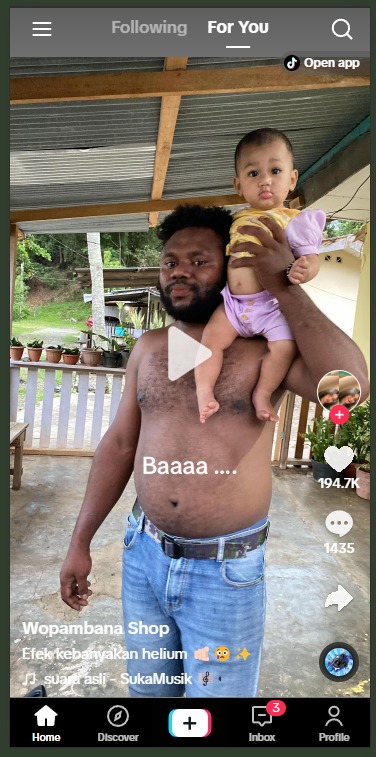 Following For You
Open app
Baaaa ....
194.7K
1435
Wopambana Shop
Efek kebanyakan helium
suara asli - SukaMusik
3
Home Discover Inbox Profile